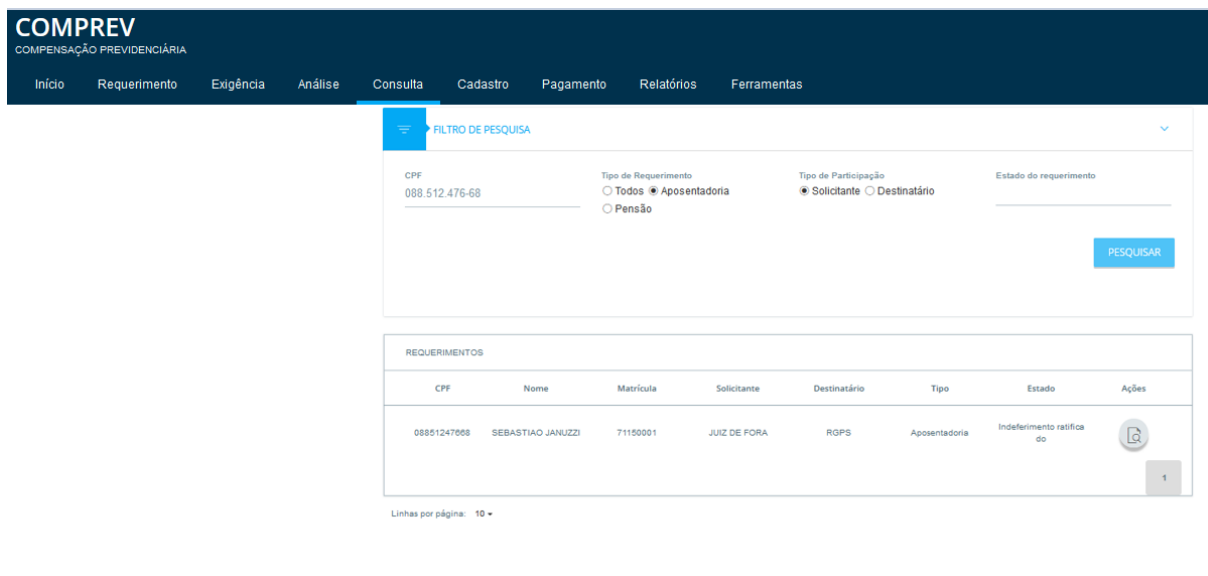 COMPREV
COMPENSAÇÃO PREVIDENCIÁRIA
Início Requerimento Exigência Análise Consulta Cadastro Pagamento Relatórios Ferramentas
FILTRO DE PESQUISA
CPF Tipo de Requerimento Tipo de Participação Estado do requerimento
088.512.476-68 Todos Aposentadoria Solicitante Destinatário
Pensão
PESQUISAR
REQUERIMENTOS
CPF Nome Matrícula Solicitante Destinatário Tipo Estado Ações
08851247668 SEBASTIAO JANUZZI 71150001 JUIZ DE FORA RGPS Aposentadoria Indeferimento ratifica
do
1
Linhas por página: 10